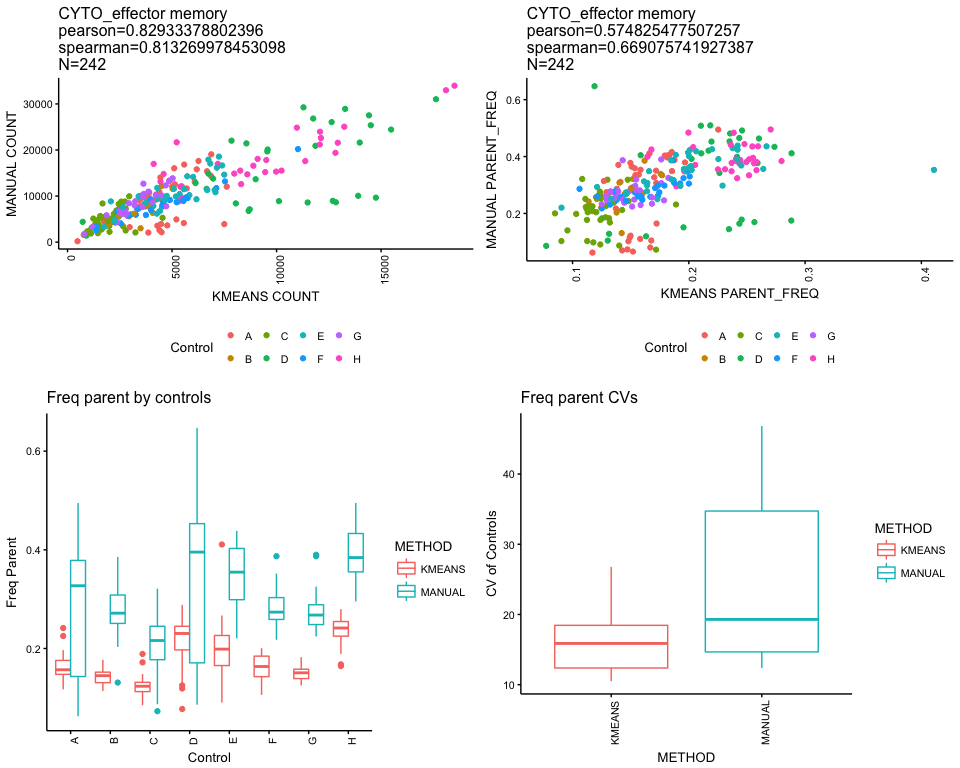 CYTO_effector memory
pearson=0.82933378802396
spearman=0.813269978453098
N=242
MANUAL COUNT
30000
20000
10000
0
0
5000
10000
15000
KMEANS COUNT
Control
A
C
E
G
B
D
F
H
CYTO_effector memory
pearson=0.574825477507257
spearman=0.669075741927387
N=242
MANUAL PARENT_FREQ
0.6
0.4
0.2
0.1
0.2
0.3
0.4
KMEANS PARENT_FREQ
Control
A
C
E
G
B
D
F
H
Freq parent by controls
Freq Parent
0.6
0.4
0.2
A
B
C
D
E
F
G
H
Control
METHOD
KMEANS
MANUAL
Freq parent CVs
CV of Controls
40
30
20
10
KMEANS
MANUAL
METHOD
METHOD
KMEANS
MANUAL